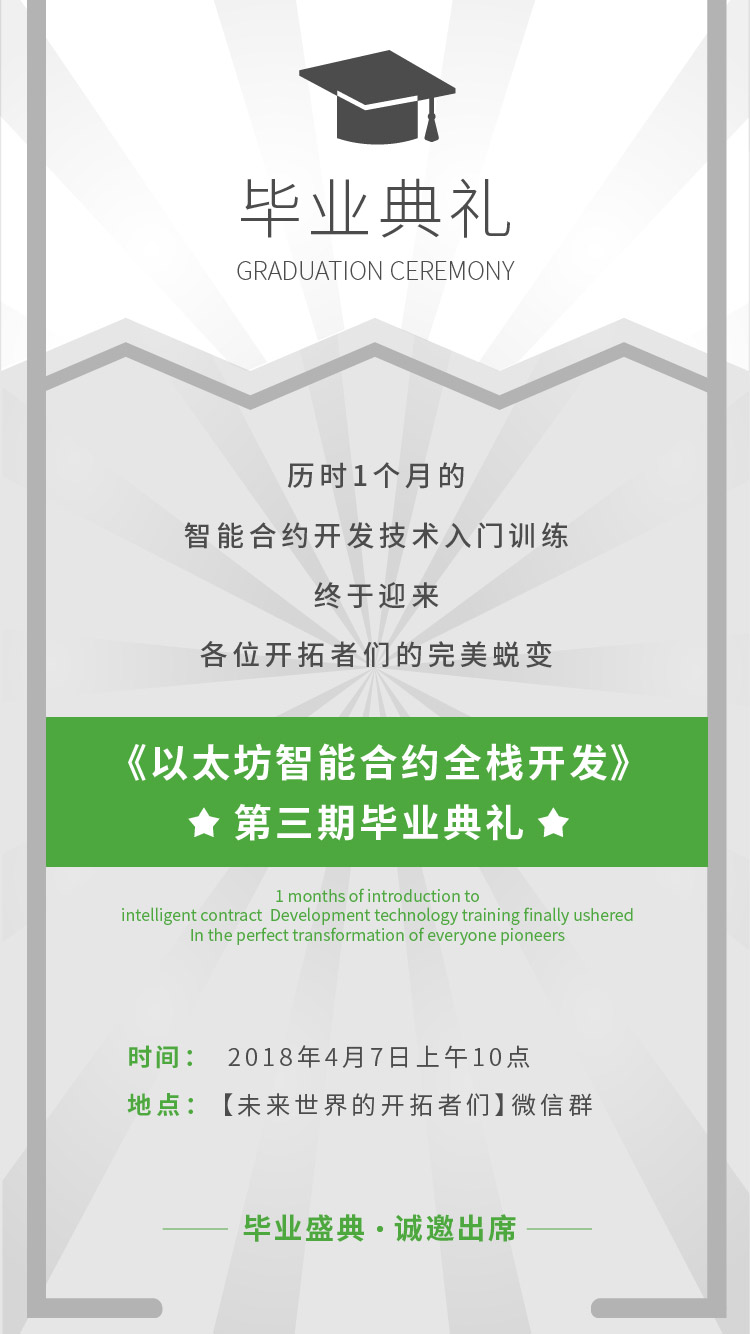 毕业典礼
GRADUATION CEREMONY
历时1个月的
智能合约开发技术入门训练
终于迎来
各位开拓者们的完美蜕变
《以太坊智能合约全栈开发》
★ 第三期毕业典礼 ★
1 months of introduction to
intelligent contract  Development technology training finally ushered
In the perfect transformation of everyone pioneers
时间： 2018年4月7日上午10点
地点：【未来世界的开拓者们】微信群
毕业盛典·诚邀出席